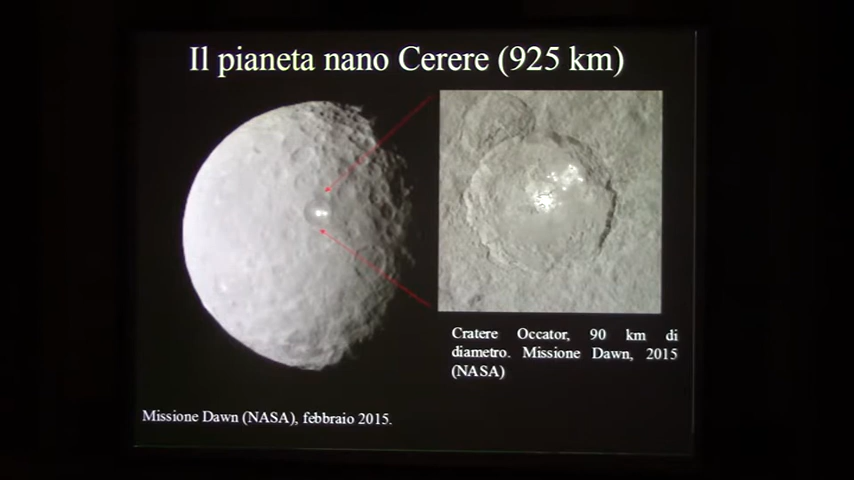 Il pianeta nano Cerere (925 km)
Cratere Occator, 90 km di
diametro. Missione Dawn, 2015
(NASA)
Missione Dawn (NASA), febbraio 2015.